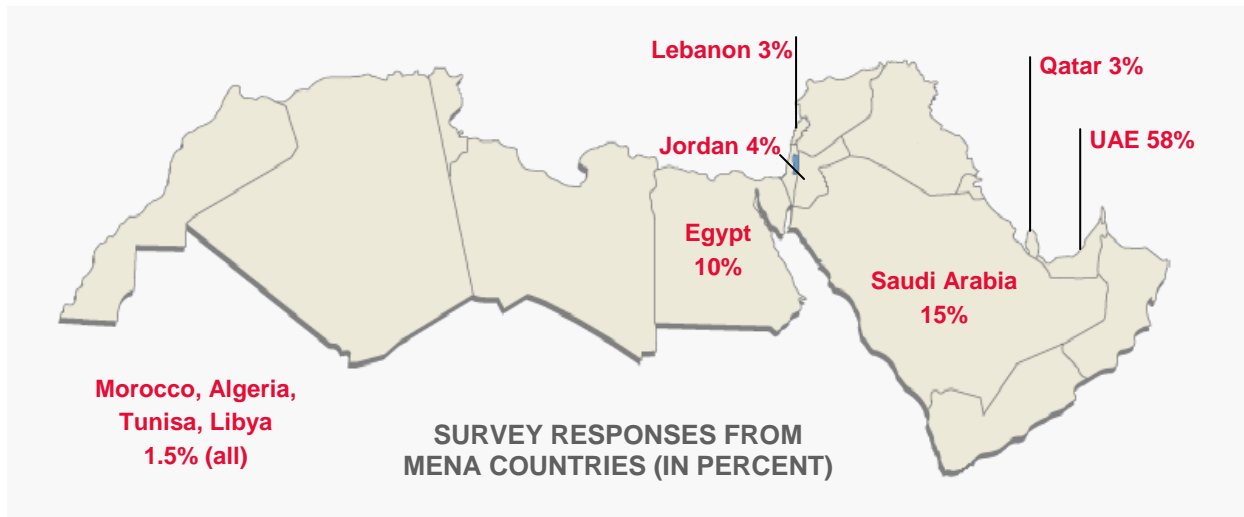 Lebanon 3%
Qatar 3%
Jordan 4%
UAE 58%
Egypt
10%
Saudi Arabia
15%
Morocco, Algeria,
Tunisa, Libya
1.5% (all)
SURVEY RESPONSES FROM
MENA COUNTRIES (IN PERCENT)